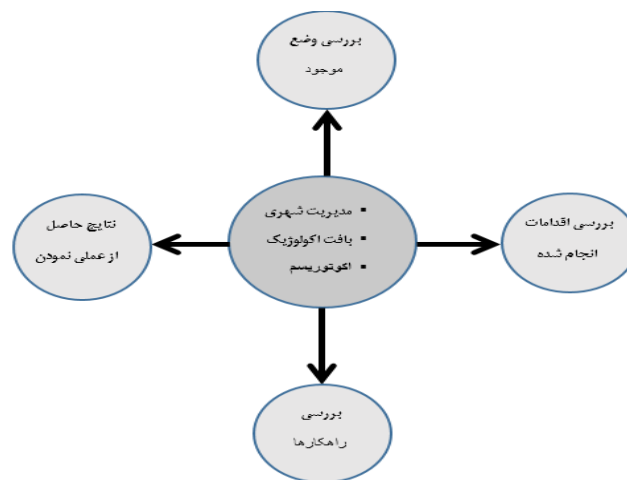 بررسی وضع
موجود
▪ مدیریت شهری
▪ بافت اکولوژیک
▪ اکوتوریسم
بررسی اقدامات
انجام شده
نتایج حاصل
از عملی نمودن
بررسی
راهکارها